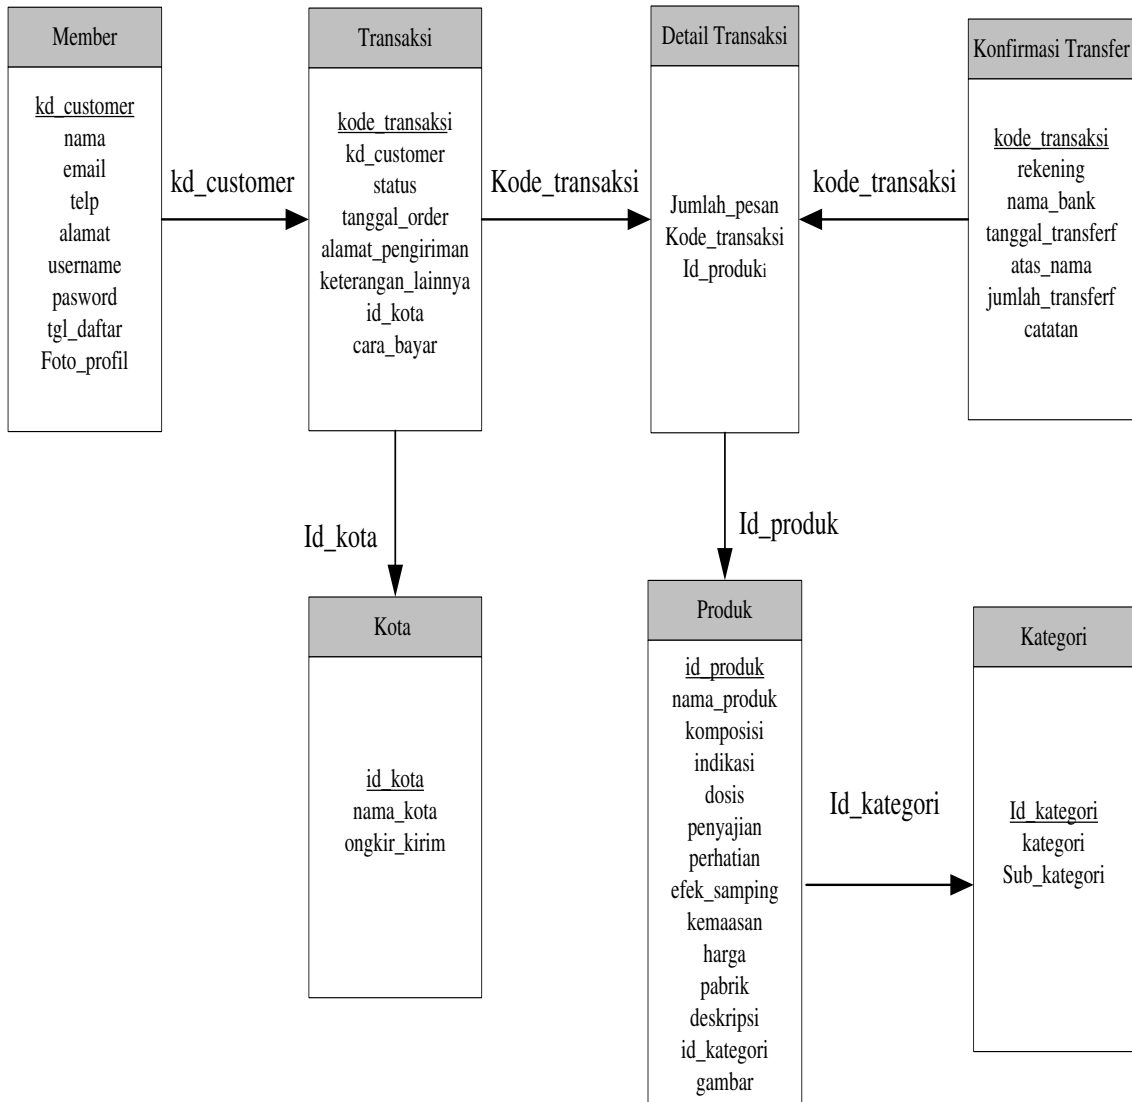 Member
kd_customer
nama
email
telp
alamat
username
pasword
tgl_daftar
Foto_profil
kd_customer
Transaksi
kode_transaksi
kd_customer
status
tanggal_order
alamat_pengiriman
keterangan_lainnya
id_kota
cara_bayar
Kode_transaksi
Detail Transaksi
Jumlah_pesan
Kode_transaksi
Id_produki
kode_transaksi
Konfirmasi Transfer
kode_transaksi
rekening
nama_bank
tanggal_transferf
atas_nama
jumlah_transferf
catatan
Id_kota
Id_produk
Kota
id_kota
nama_kota
ongkir_kirim
Produk
id_produk
nama_produk
komposisi
indikasi
dosis
penyajian
perhatian
efek_samping
kemaasan
harga
pabrik
deskripsi
id_kategori
gambar
Id_kategori
Kategori
Id_kategori
kategori
Sub_kategori